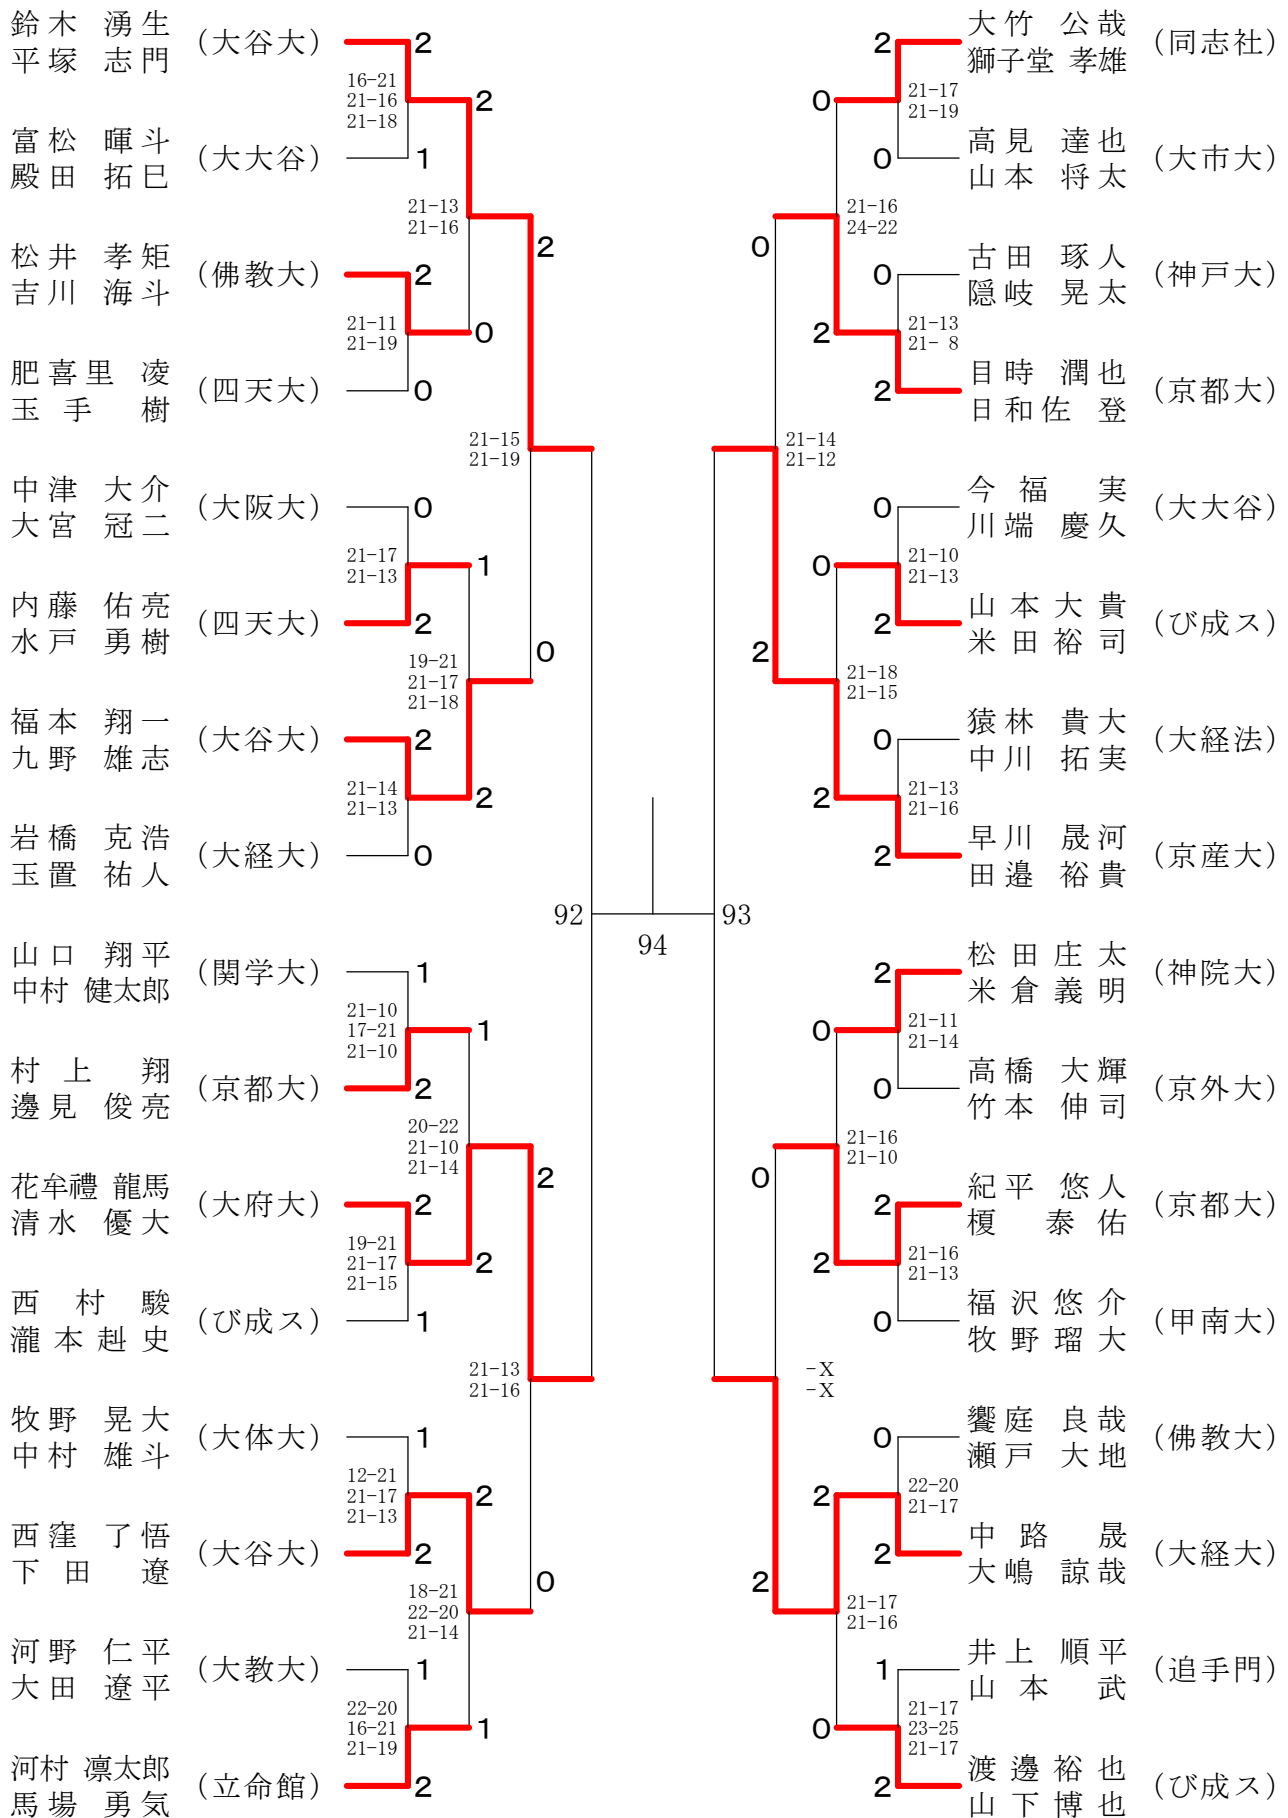 鈴木 湧生
平塚 志門
(大谷大)
2
16-21
21-16
21-18
2
富松 暉斗
殿田 拓巳
(大大谷)
1
21-13
21-16
2
松井 孝矩
吉川 海斗
(佛教大)
2
21-11
21-19
0
肥喜里 凌
玉手 樹
(四天大)
0
21-15
21-19
中津 大介
大宮 冠二
(大阪大)
0
21-17
21-13
1
内藤 佑亮
水戸 勇樹
(四天大)
2
19-21
21-17
21-18
0
福本 翔一
九野 雄志
(大谷大)
2
21-14
21-13
2
岩橋 克浩
玉置 祐人
(大経大)
0
92
山口 翔平
中村 健太郎
(関学大)
1
21-10
17-21
21-10
1
村上 翔
邊見 俊亮
(京都大)
2
20-22
21-10
21-14
2
花牟禮 龍馬
清水 優大
(大府大)
2
19-21
21-17
21-15
2
西村 駿
瀧本赳史
(び成ス)
1
21-13
21-16
牧野 晃大
中村 雄斗
(大体大)
1
12-21
21-17
21-13
2
西窪 了悟
下田 遼
(大谷大)
2
18-21
22-20
21-14
0
河野 仁平
大田 遼平
(大教大)
1
22-20
16-21
21-19
1
河村 凛太郎
馬場 勇気
(立命館)
2
94
大竹 公哉
獅子堂 孝雄
(同志社)
2
21-17
21-19
0
高見 達也
山本 将太
(大市大)
0
21-16
24-22
0
古田 琢人
隠岐 晃太
(神戸大)
0
21-13
21- 8
2
目時 潤也
日和佐 登
(京都大)
2
21-14
21-12
今福 実
川端 慶久
(大大谷)
0
21-10
21-13
0
山本大貴
米田裕司
(び成ス)
2
21-18
21-15
2
猿林 貴大
中川 拓実
(大経法)
0
21-13
21-16
2
早川 晟河
田邉 裕貴
(京産大)
2
93
松田庄太
米倉義明
(神院大)
2
21-11
21-14
0
高橋 大輝
竹本 伸司
(京外大)
0
21-16
21-10
0
紀平 悠人
榎 泰佑
(京都大)
2
21-16
21-13
2
福沢悠介
牧野瑠大
(甲南大)
0
-X
-X
饗庭 良哉
瀬戸 大地
(佛教大)
0
22-20
21-17
2
中路 晟
大嶋 諒哉
(大経大)
2
21-17
21-16
2
井上 順平
山本 武
(追手門)
1
21-17
23-25
21-17
0
渡邊裕也
山下博也
(び成ス)
2